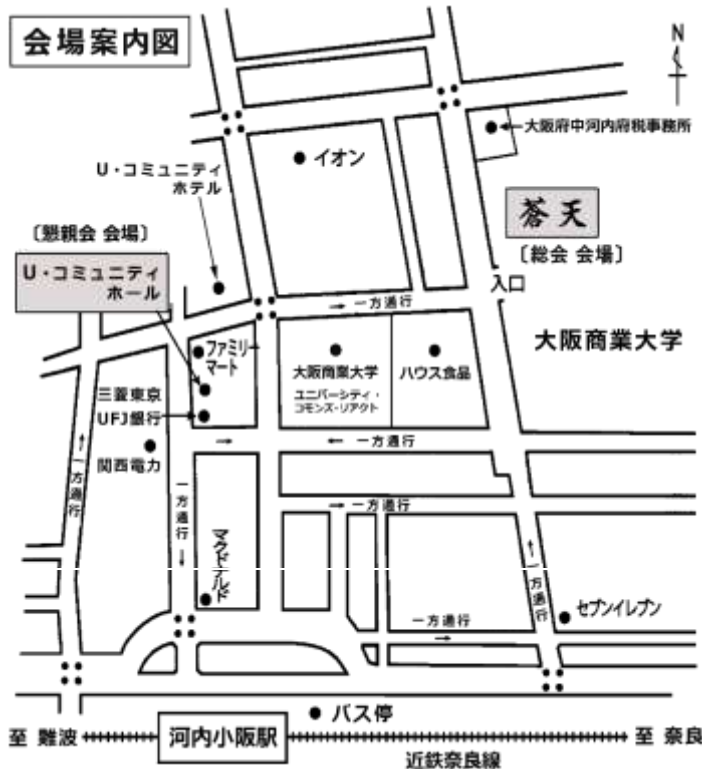 会場案内図
N
大阪府中河内府税事務所
イオン
U・コミュニティ
ホテル
蒼天
〔総会 会場〕
〔懇親会 会場〕
U・コミュニティ
ホール
入口
一方通行
大阪商業大学
ファミリー
マート
大阪商業大学
ユニバーシティ・
コモンズ・リアクト
ハウス食品
三菱東京
UFJ銀行
一方通行
関西電力
一方通行
一方通行
一方通行
マクドナルド
一方通行
一方通行
セブンイレブン
バス停
至 難波
河内小阪駅
至 奈良
近鉄奈良線